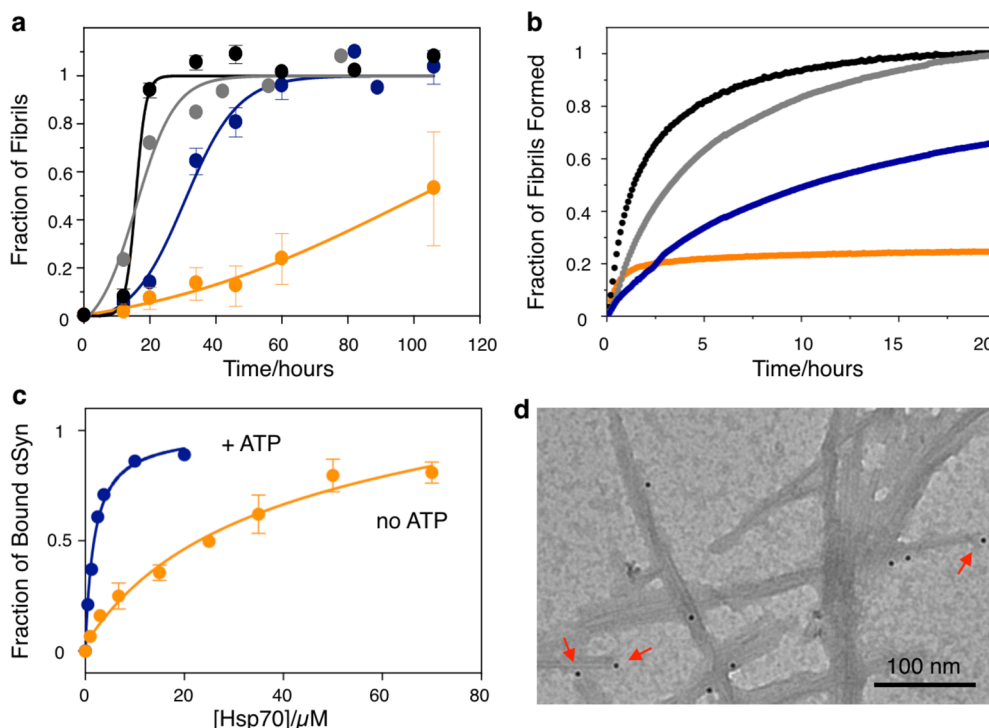 a
Fraction of Fibrils
1
0.8
0.6
0.4
0.2
0
0 20 40 60 80 100 120
Time/hours
b
Fraction of Fibrils Formed
1
0.8
0.6
0.4
0.2
0
0 5 10 15 20
Time/hours
c
Fraction of Bound αSyn
1
0.5
0
+ ATP
no ATP
0 20 40 60 80
[Hsp70]/µM
d
100 nm